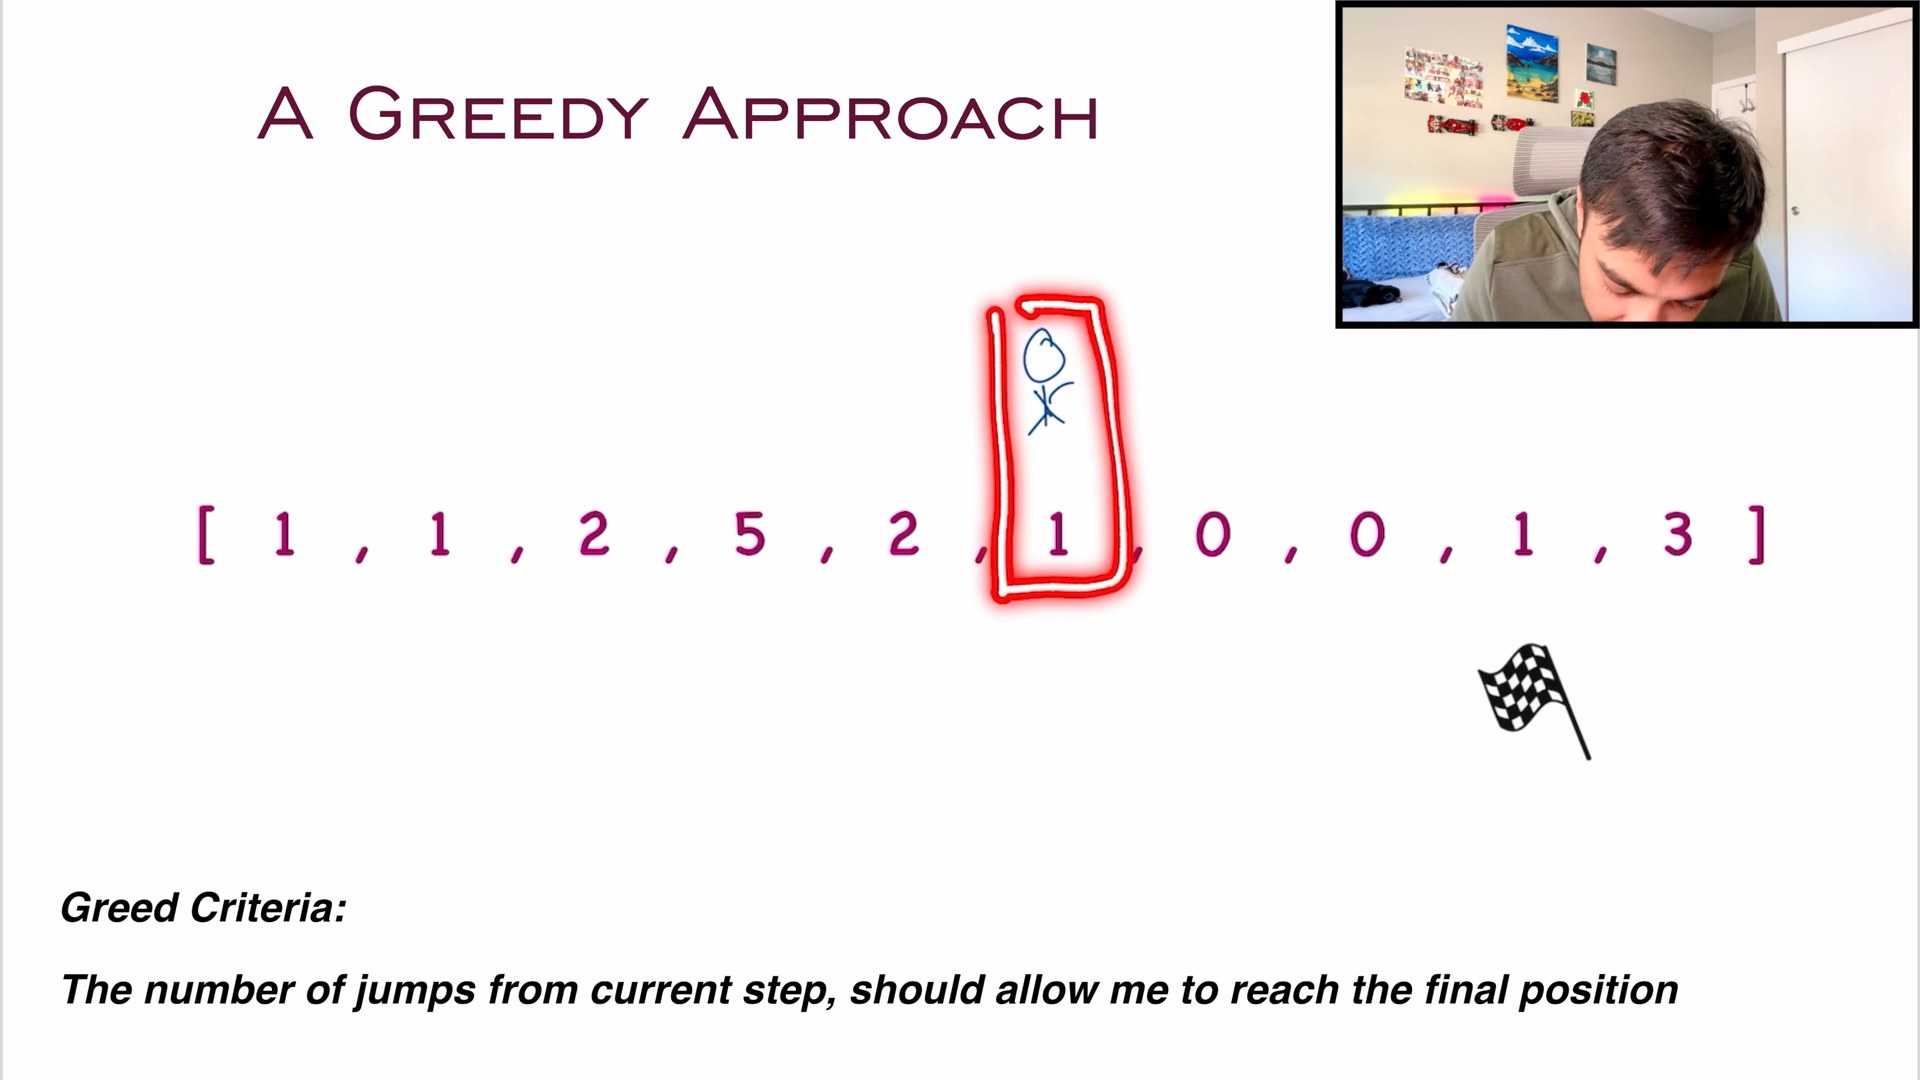 A GREEDY APPROACH
[ 1 , 1 , 2 , 5 , 2 , 1 , 0 , 0 , 1 , 3 ]
Greed Criteria:
The number of jumps from current step, should allow me to reach the final position